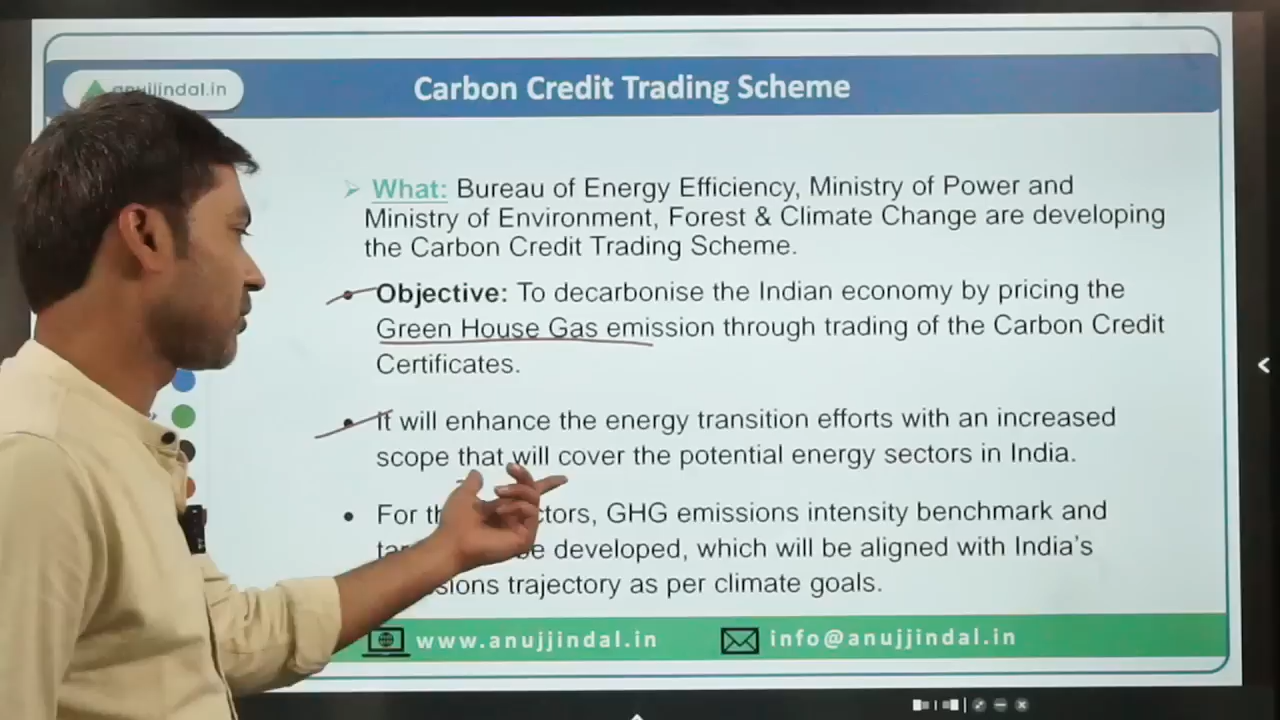 anujjindal.in
Carbon Credit Trading Scheme
What: Bureau of Energy Efficiency, Ministry of Power and
Ministry of Environment, Forest & Climate Change are developing
the Carbon Credit Trading Scheme.
Objective: To decarbonise the Indian economy by pricing the
Green House Gas emission through trading of the Carbon Credit
Certificates.
It will enhance the energy transition efforts with an increased
scope that will cover the potential energy sectors in India.
For GHG emissions intensity benchmark and
developed, which will be aligned with India's
trajectory as per climate goals.
www.anujjindal.in
info@anujjindal.in